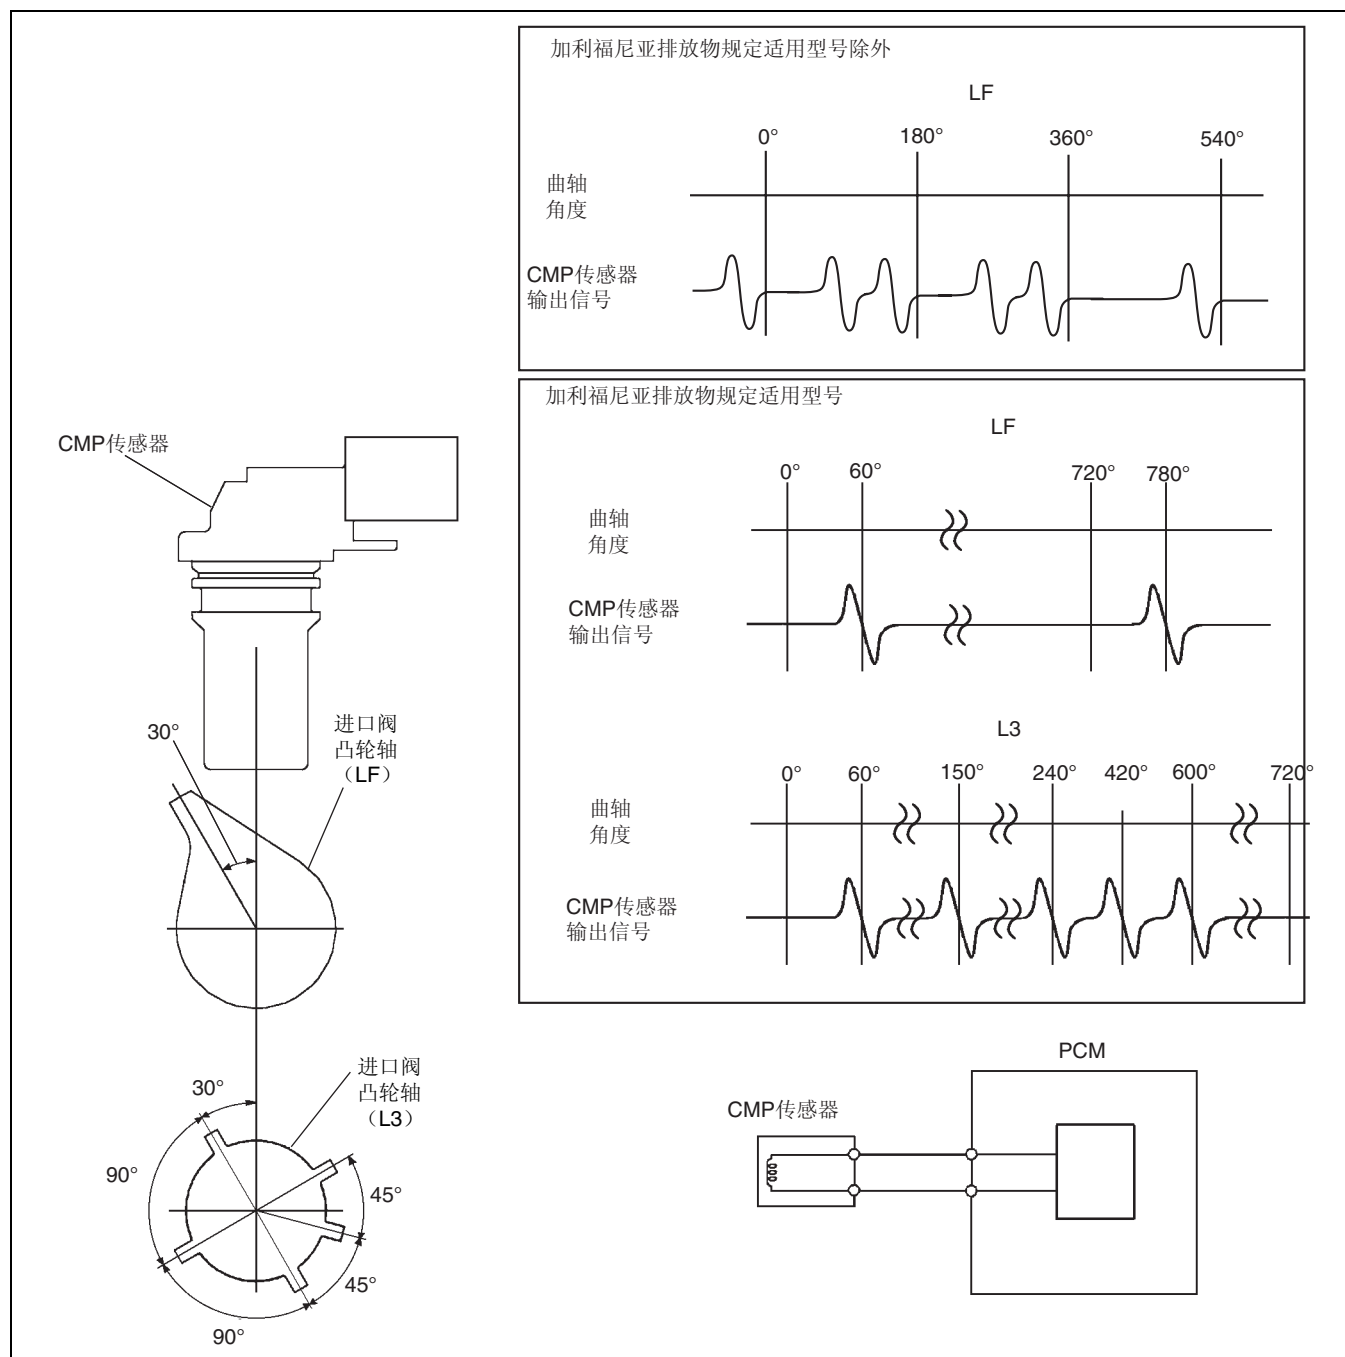 加利福尼亚排放物规定适用型号除外
LF
0° 180° 360° 540°
曲轴
角度
CMP传感器
输出信号
加利福尼亚排放物规定适用型号
LF
0° 60° 720° 780°
曲轴
角度
CMP传感器
输出信号
L3
0° 60° 150° 240° 420° 600° 720°
曲轴
角度
CMP传感器
输出信号
CMP传感器
30°
进口阀
凸轮轴
（LF）
进口阀
凸轮轴
（L3）
30°
90°
45°
45°
90°
PCM
CMP传感器